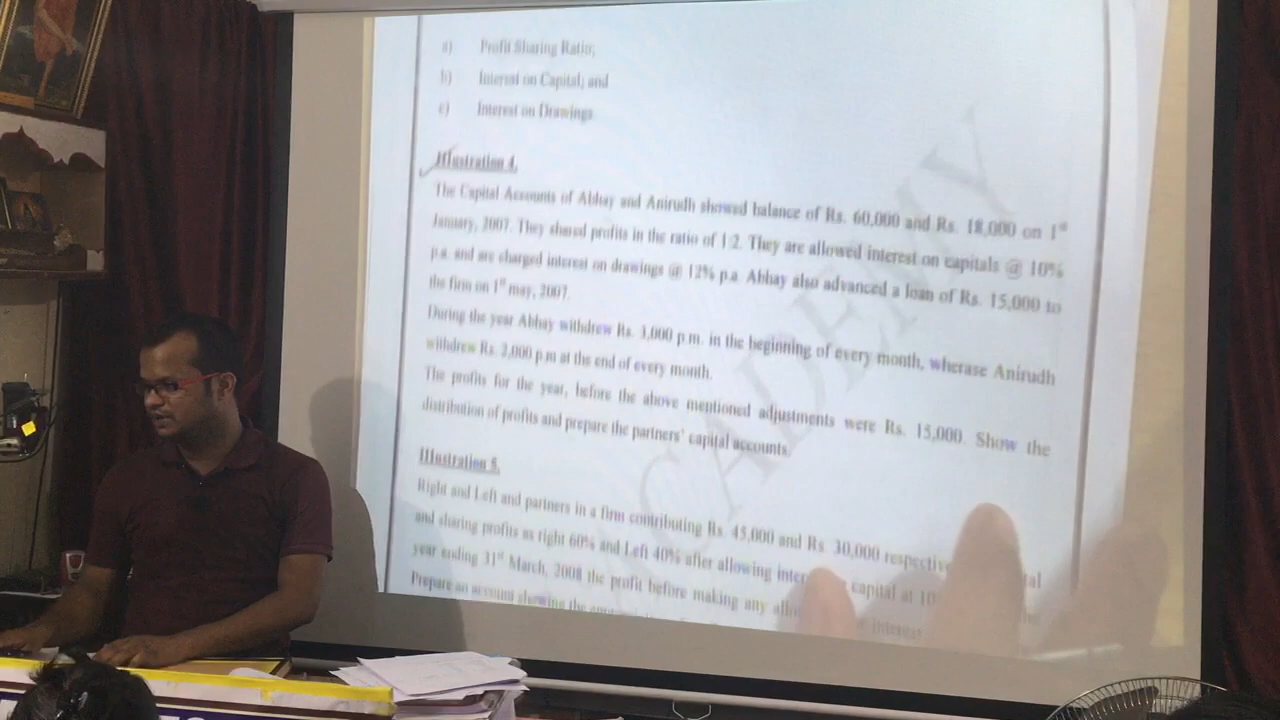 a) Profit Sharing Ratio;
b) Interest on Capital; and
c) Interest on Drawings
Illustration 4.
The Capital Accounts of Abhay and Anirudh showed balance of Rs. 60,000 and Rs. 18,000 on 1st
January, 2007. They shared profits in the ratio of 1:2. They are allowed interest on capitals @ 10%
p.a. and are charged interest on drawings @ 12% p.a. Abhay also advanced a loan of Rs. 15,000 to
the firm on 1st may, 2007.
During the year Abhay withdrew Rs. p.m. in the beginning of every month, wherase Anirudh
withdrew Rs. 2,000 p.m at the end of every month.
The profits for the year, before the above mentioned adjustments were Rs. 15,000. Show the
distribution of profits and prepare the partners' capital accounts.
Illustration 5.
Right and Left and partners in a firm contributing Rs. 45,000 and Rs. 30,000
and sharing profits as right 60% and Left 40% after allowing capital at
year ending 31st March, 2008 the profit before making any interest
Prepare an account showing the
ACADEMY